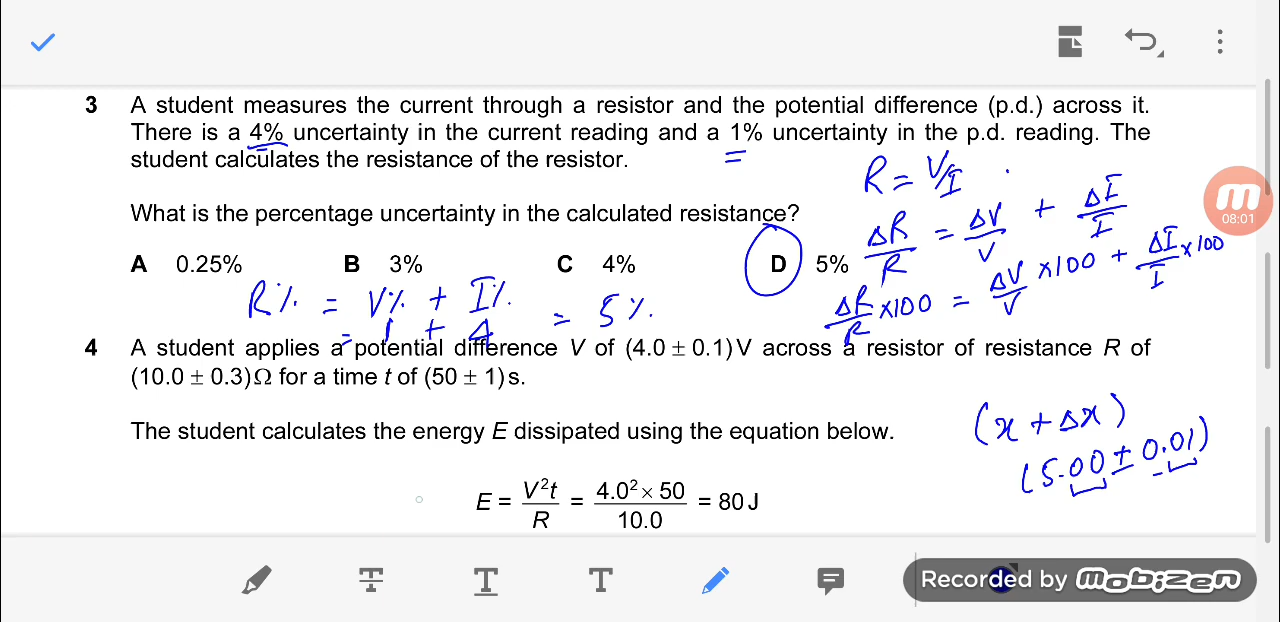 3 A student measures the current through a resistor and the potential difference (p.d.) across it.
There is a 4% uncertainty in the current reading and a 1% uncertainty in the p.d. reading. The
student calculates the resistance of the resistor.
R = V/I
08:01
What is the percentage uncertainty in the calculated resistance?
ΔR/R = ΔV/V + ΔI/I
A 0.25% B 3% C 4% D 5%
ΔR/R ×100 = ΔV/V ×100 + ΔI/I ×100
R% = V% + I%
= 1 + 4 = 5%.
4 A student applies a potential difference V of (4.0 ± 0.1) V across a resistor of resistance R of
(10.0 ± 0.3) Ω for a time t of (50 ± 1) s.
The student calculates the energy E dissipated using the equation below.
(x + Δx)
(5.00 ± 0.01)
E = V²t/R = 4.0² × 50/10.0 = 80 J
T T T
Recorded by mobizen